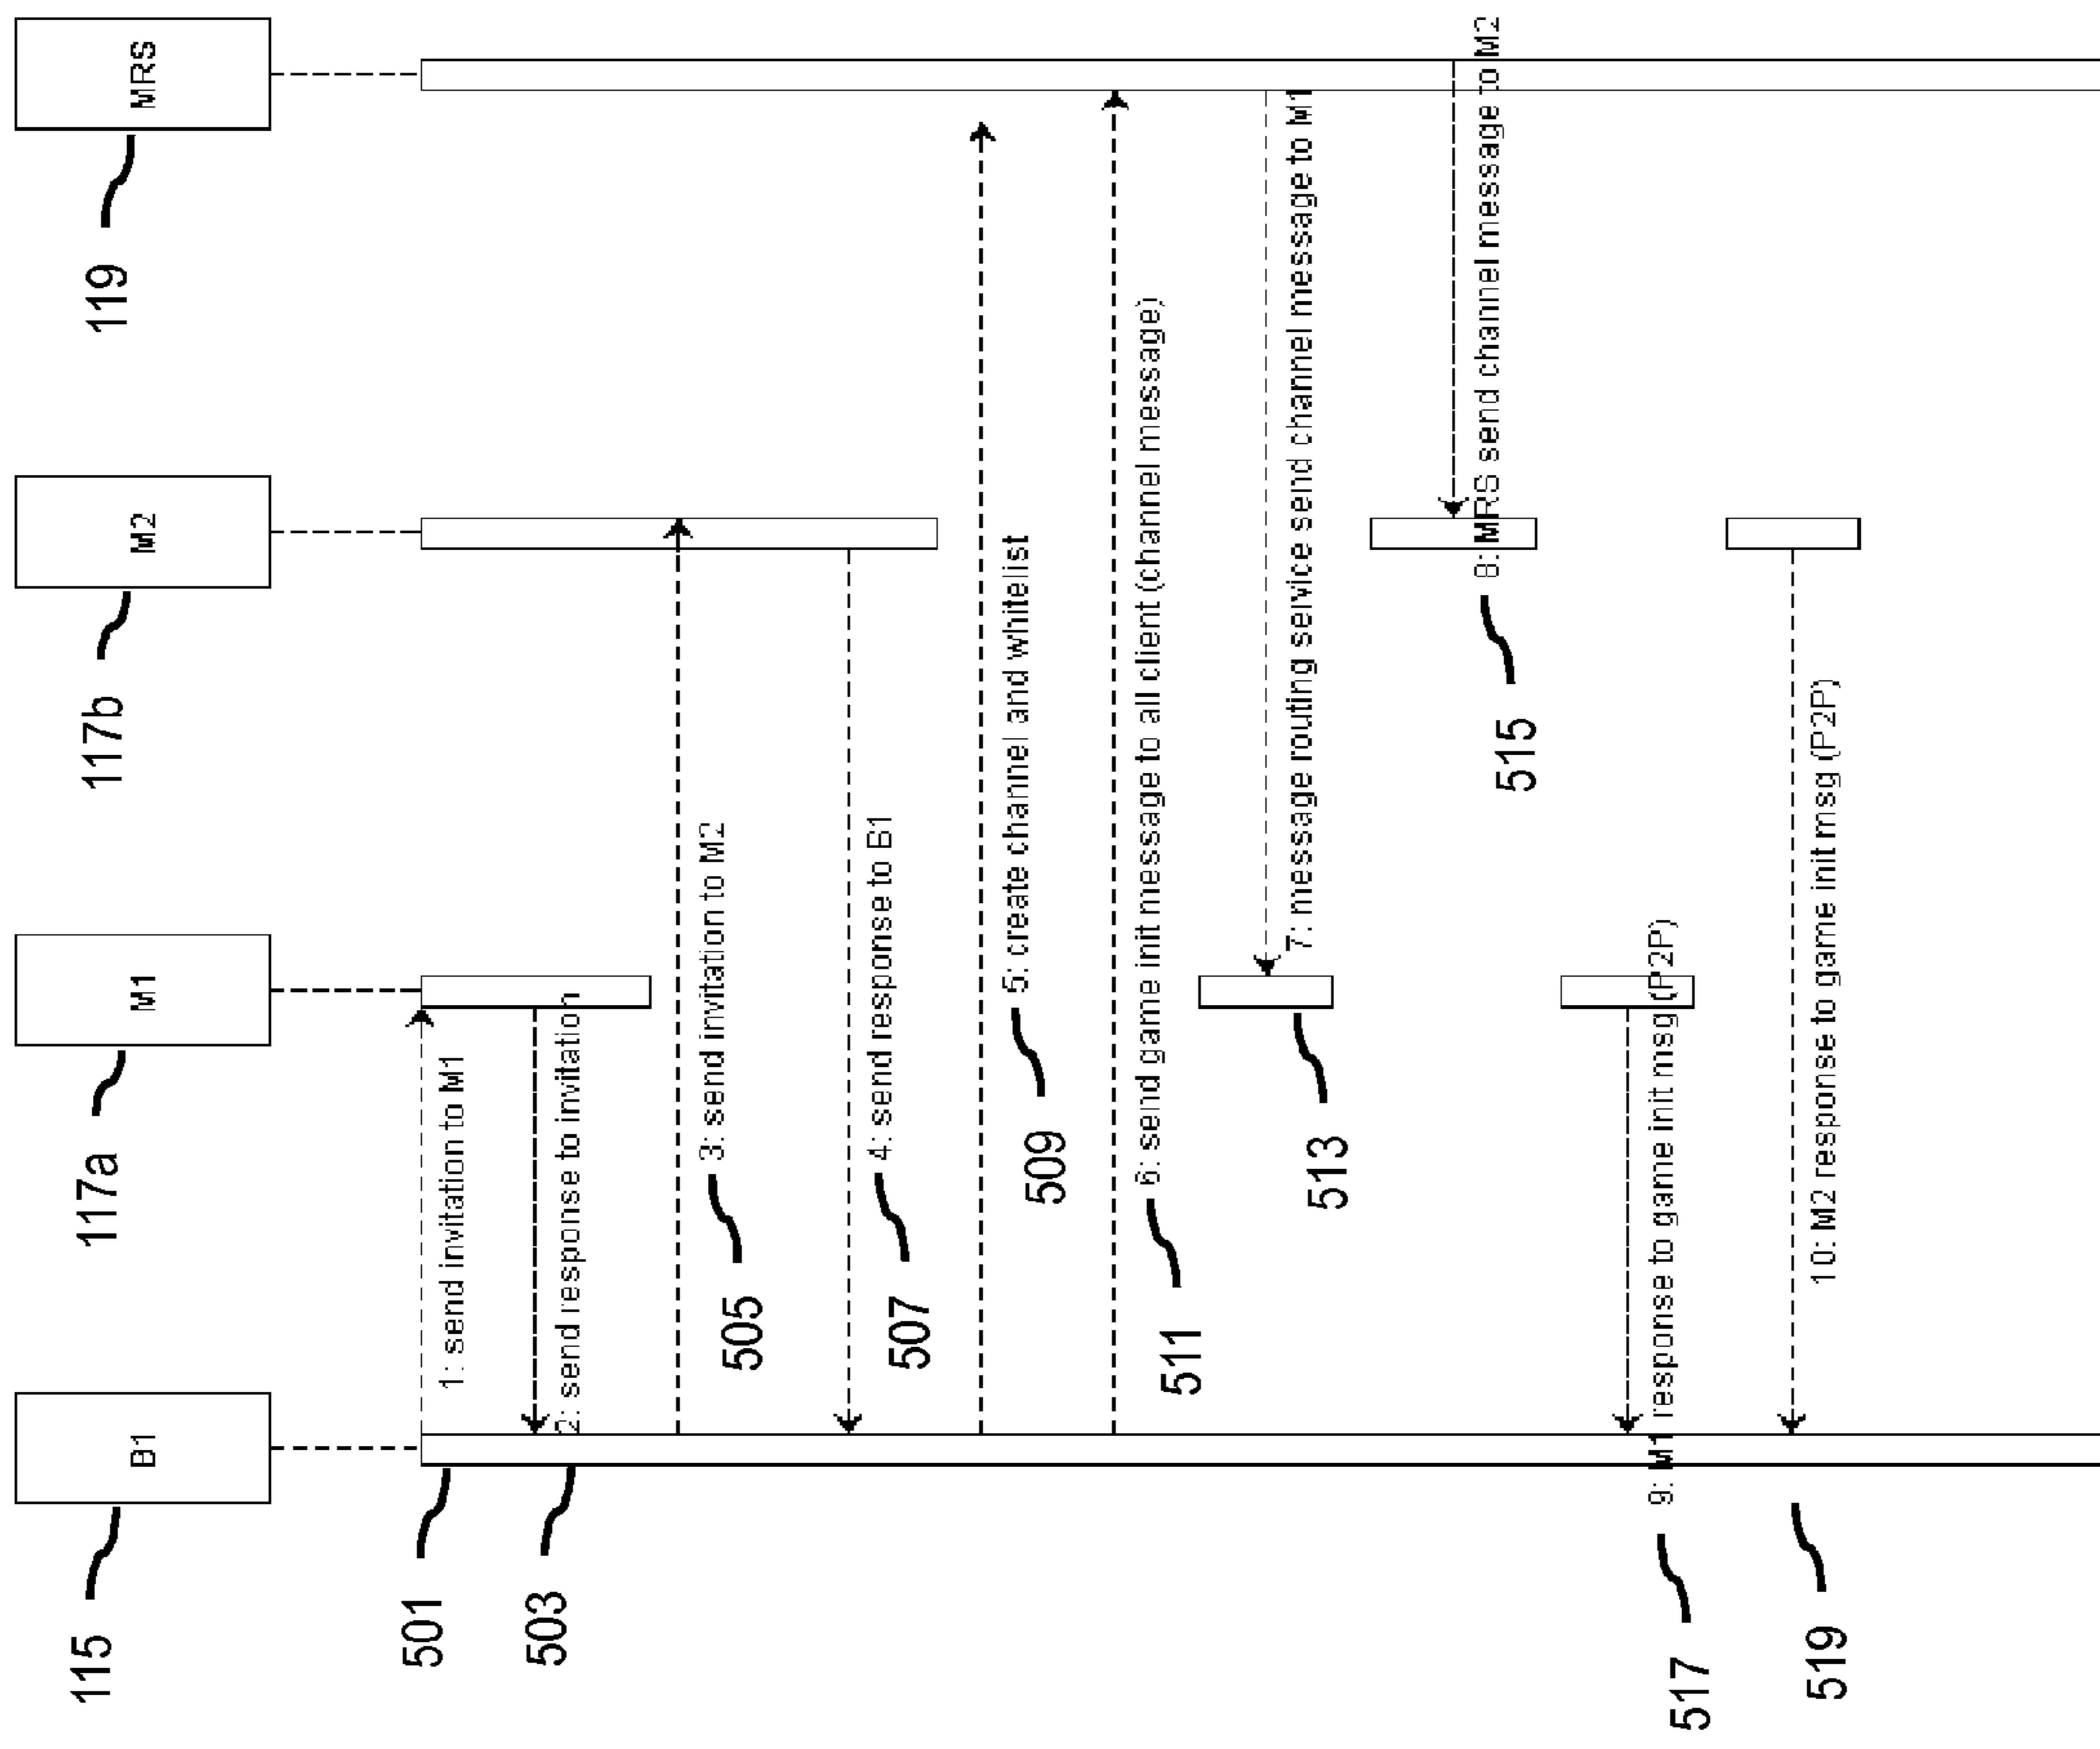 115
B1
117a
M1
117b
M2
119
MRS
501
1: send invitation to M1
503
2: send response to invitation
505
3: send invitation to M2
507
4: send response to B1
509
5: create channel and whitelist
511
6: send game init message to all client (channel message)
513
7: message routing service send channel message to M1
515
8: MRS send channel message to M2
517
9: M1 response to game init msg (P2P)
519
10: M2 response to game init msg (P2P)